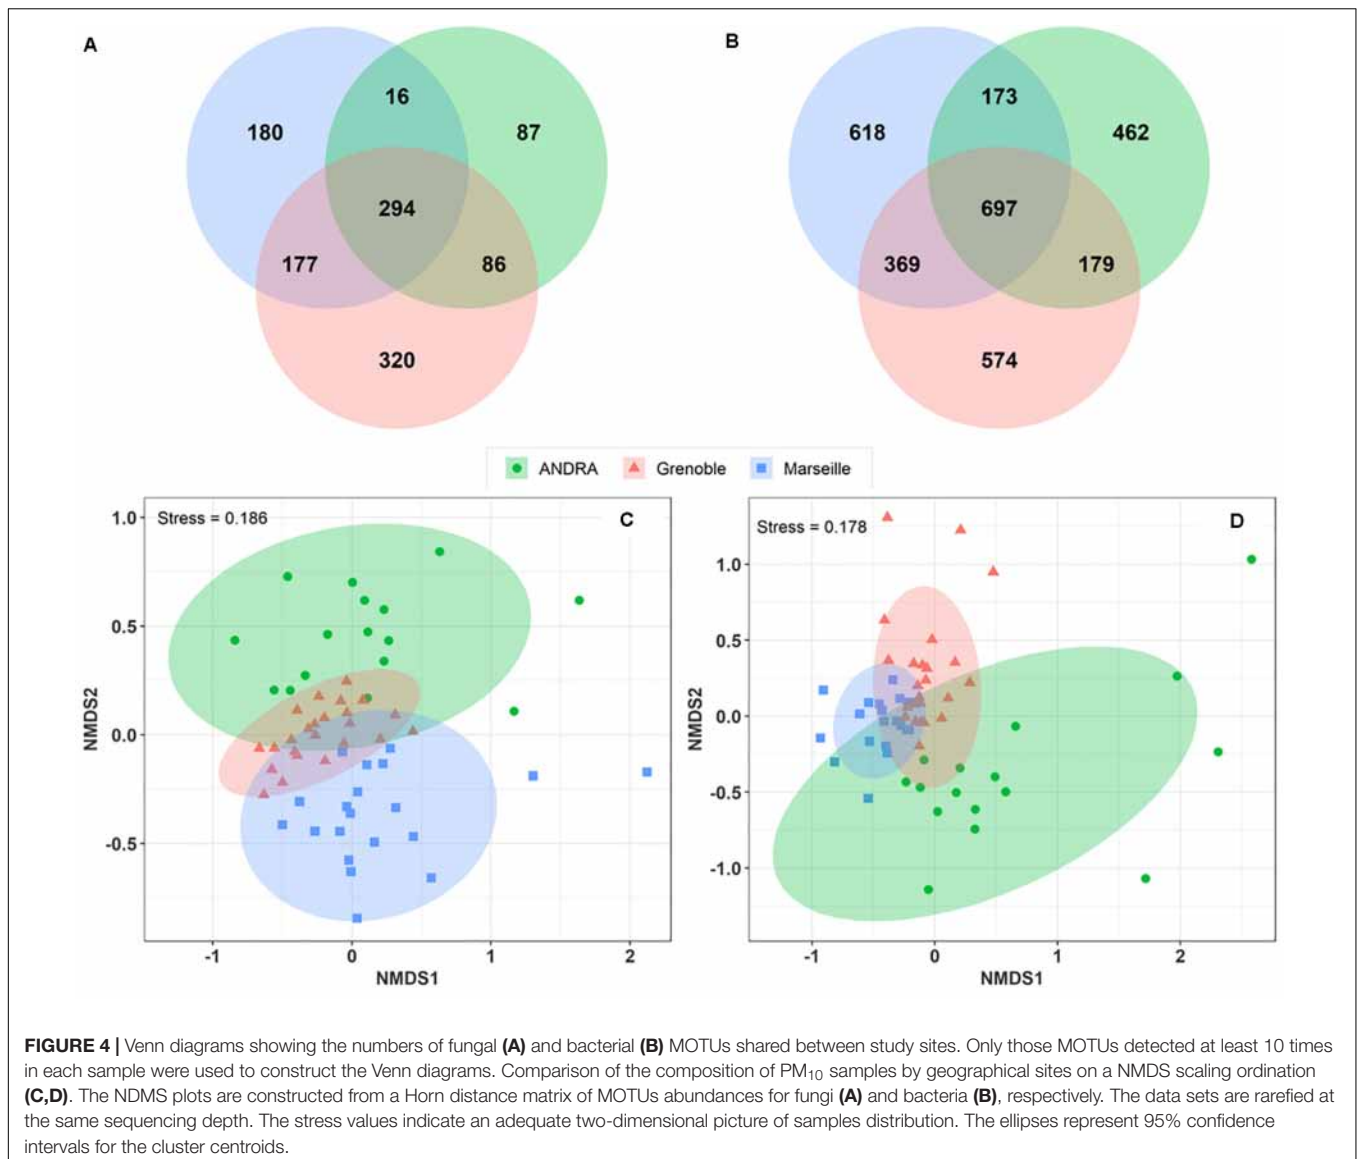 A
B
16
180
87
294
177
86
320
173
618
462
697
369
179
574
ANDRA Grenoble Marseille
Stress = 0.186
C
1.0
0.5
0.0
-0.5
NMDS2
-1 0 1 2
NMDS1
Stress = 0.178
D
1.0
0.5
0.0
-0.5
-1.0
NMDS2
-1 0 1 2
NMDS1
FIGURE 4 | Venn diagrams showing the numbers of fungal (A) and bacterial (B) MOTUs shared between study sites. Only those MOTUs detected at least 10 times
in each sample were used to construct the Venn diagrams. Comparison of the composition of PM10 samples by geographical sites on a NMDS scaling ordination
(C,D). The NDMS plots are constructed from a Horn distance matrix of MOTUs abundances for fungi (A) and bacteria (B), respectively. The data sets are rarefied at
the same sequencing depth. The stress values indicate an adequate two-dimensional picture of samples distribution. The ellipses represent 95% confidence
intervals for the cluster centroids.